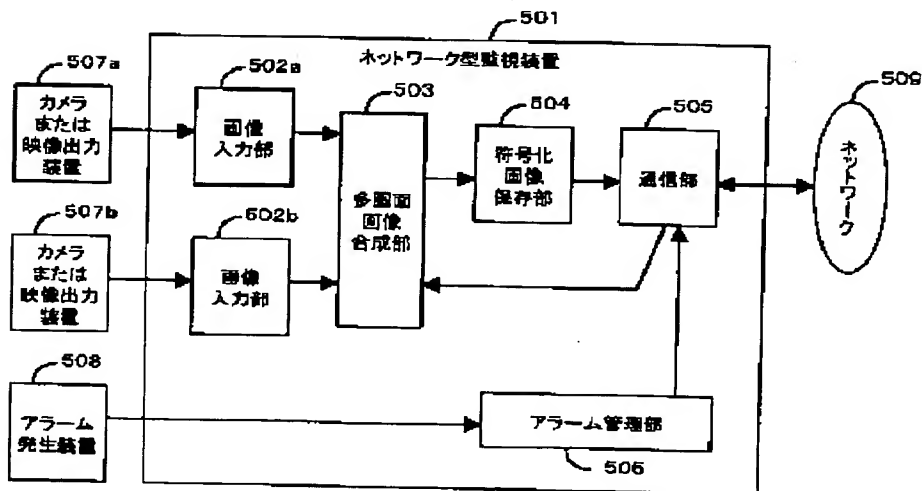 501
ネットワーク型監視装置
507a
カメラ
または
映像出力
装置
502a
画像
入力部
503
多画面
画像
合成部
504
符号化
画像
保存部
505
通信部
509
ネットワーク
507b
カメラ
または
映像出力
装置
502b
画像
入力部
508
アラーム
発生装置
アラーム管理部
506